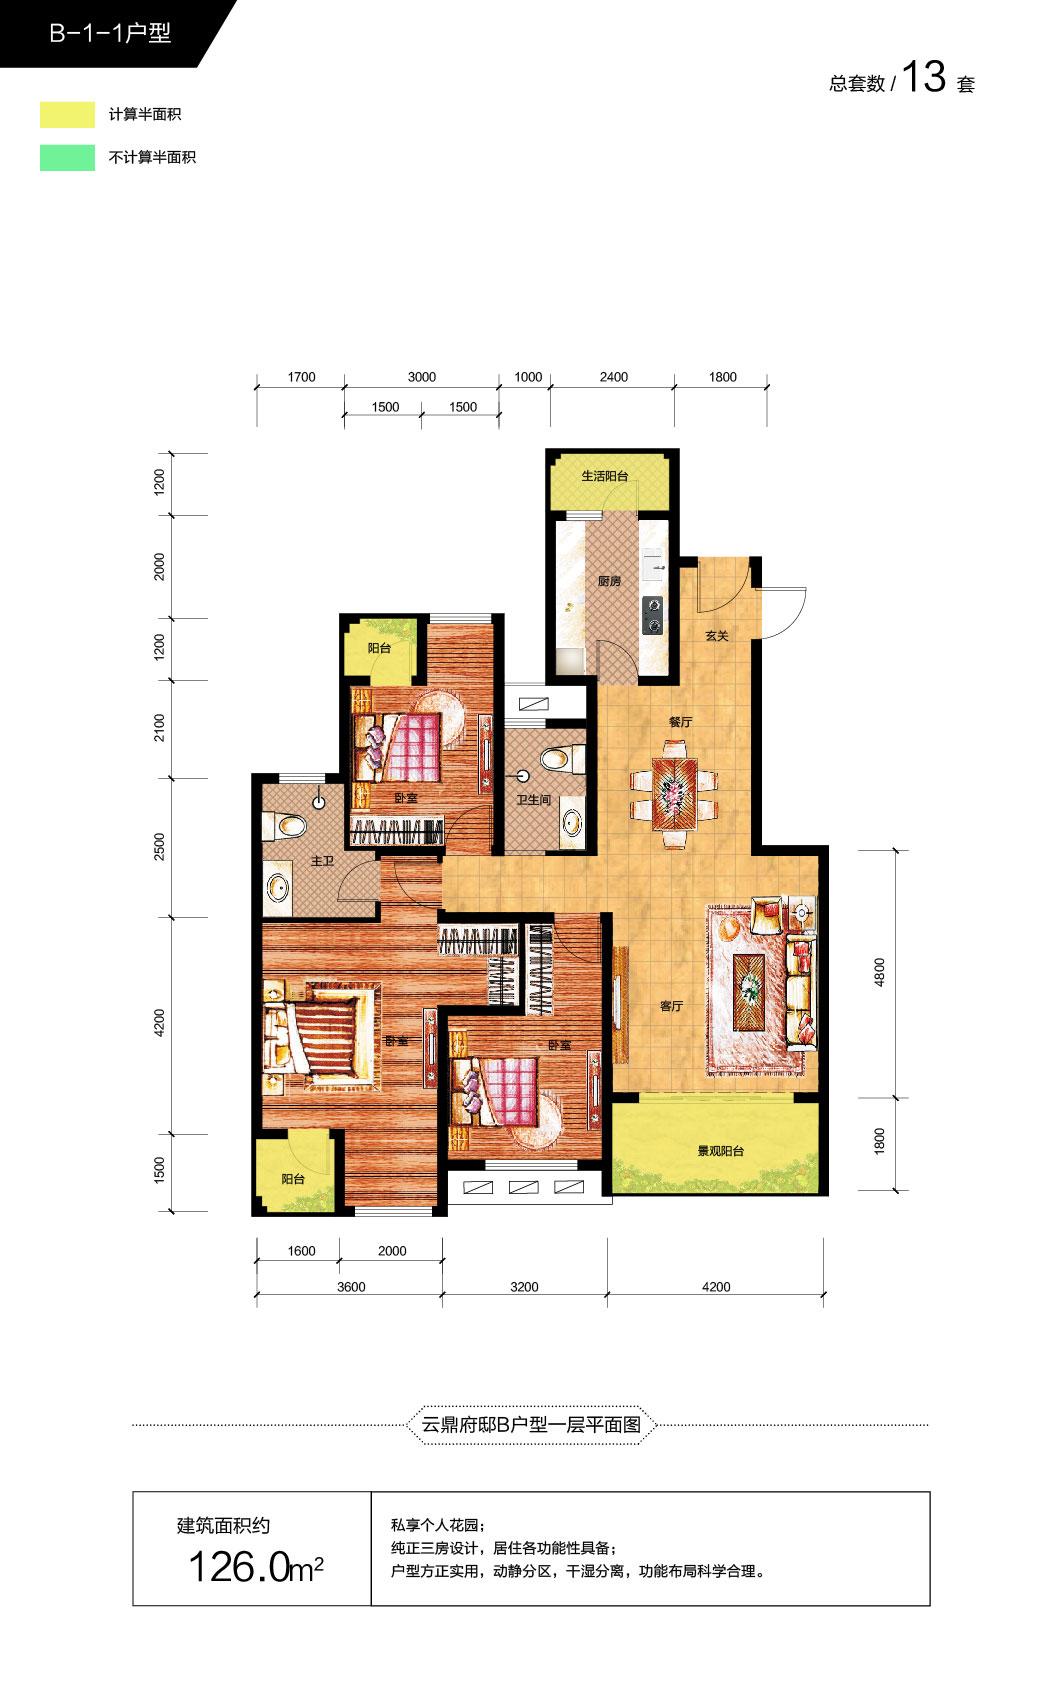 B-1-1户型
总套数 / 13 套
计算半面积
不计算半面积
1700 3000 1000 2400 1800
1500 1500
1200
2000
1200
2100
2500
4200
1500
生活阳台
厨房
玄关
阳台
餐厅
卧室
卫生间
主卫
客厅
卧室
卧室
景观阳台
阳台
4800
1800
1600 2000
3600 3200 4200
云鼎府邸B户型一层平面图
建筑面积约
126.0m²
私享个人花园；
纯正三房设计，居住各功能性具备；
户型方正实用，动静分区，干湿分离，功能布局科学合理。